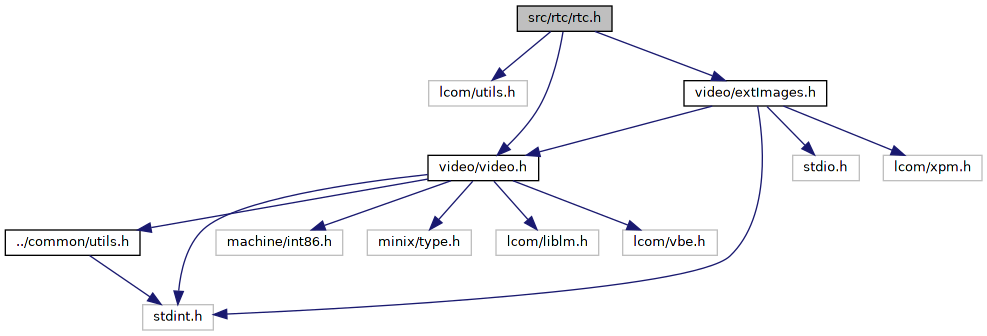 src/rtc/rtc.h
lcom/utils.h
video/extImages.h
video/video.h
stdio.h
lcom/xpm.h
../common/utils.h
machine/int86.h
minix/type.h
lcom/liblm.h
lcom/vbe.h
stdint.h